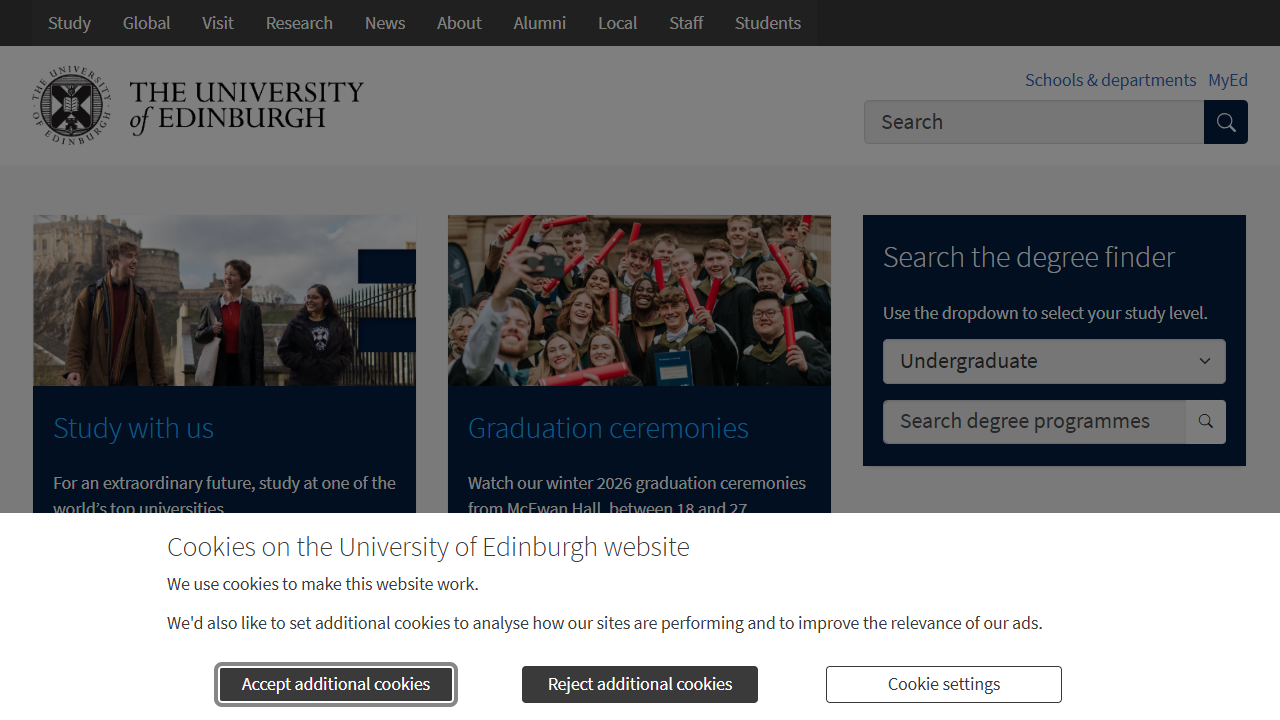 Study Global Visit Research News About Alumni Local Staff Students
THE UNIVERSITY
of EDINBURGH
Schools & departments MyEd
Search
Search the degree finder
Use the dropdown to select your study level.
Undergraduate
Search degree programmes
Study with us
For an extraordinary future, study at one of the
world's top universities
Graduation ceremonies
Watch our winter 2026 graduation ceremonies
from McEwan Hall, between 18 and 27
Cookies on the University of Edinburgh website
We use cookies to make this website work.
We'd also like to set additional cookies to analyse how our sites are performing and to improve the relevance of our ads.
Accept additional cookies
Reject additional cookies
Cookie settings